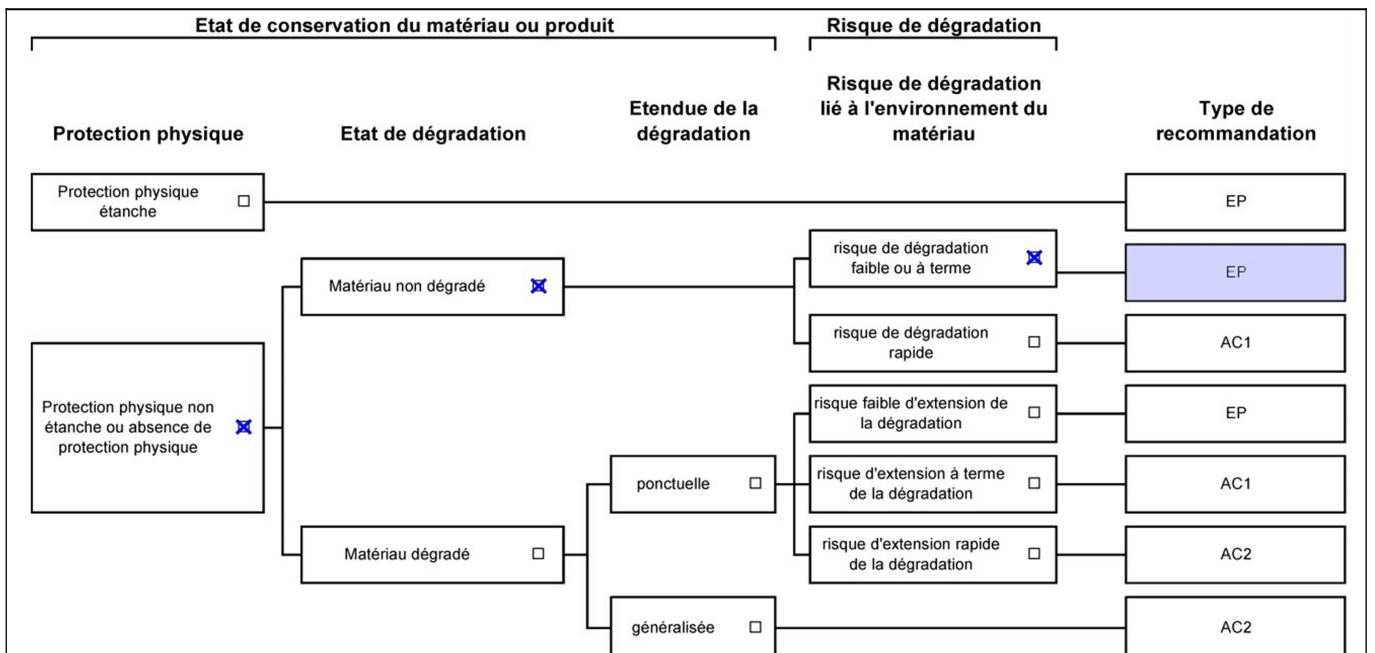 Etat de conservation du matériau ou produit
Risque de dégradation
Protection physique
Etat de dégradation
Etendue de la
dégradation
Risque de dégradation
lié à l'environnement du
matériau
Type de
recommandation
Protection physique
étanche
EP
risque de dégradation
faible ou à terme
EP
Matériau non dégradé
risque de dégradation
rapide
AC1
Protection physique non
étanche ou absence de
protection physique
risque faible d'extension de
la dégradation
EP
ponctuelle
risque d'extension à terme
de la dégradation
AC1
Matériau dégradé
risque d'extension rapide
de la dégradation
AC2
généralisée
AC2